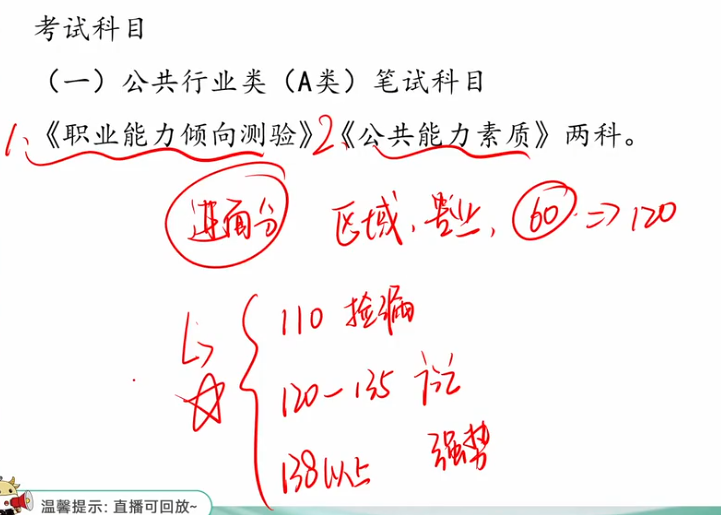 考试科目
（一）公共行业类（A类）笔试科目
1、《职业能力倾向测验》2、《公共能力素质》两科。
进面分 区域，专业，60 => 120
110 捡漏
120-135
138以上 强势
温馨提示：直播可回放~